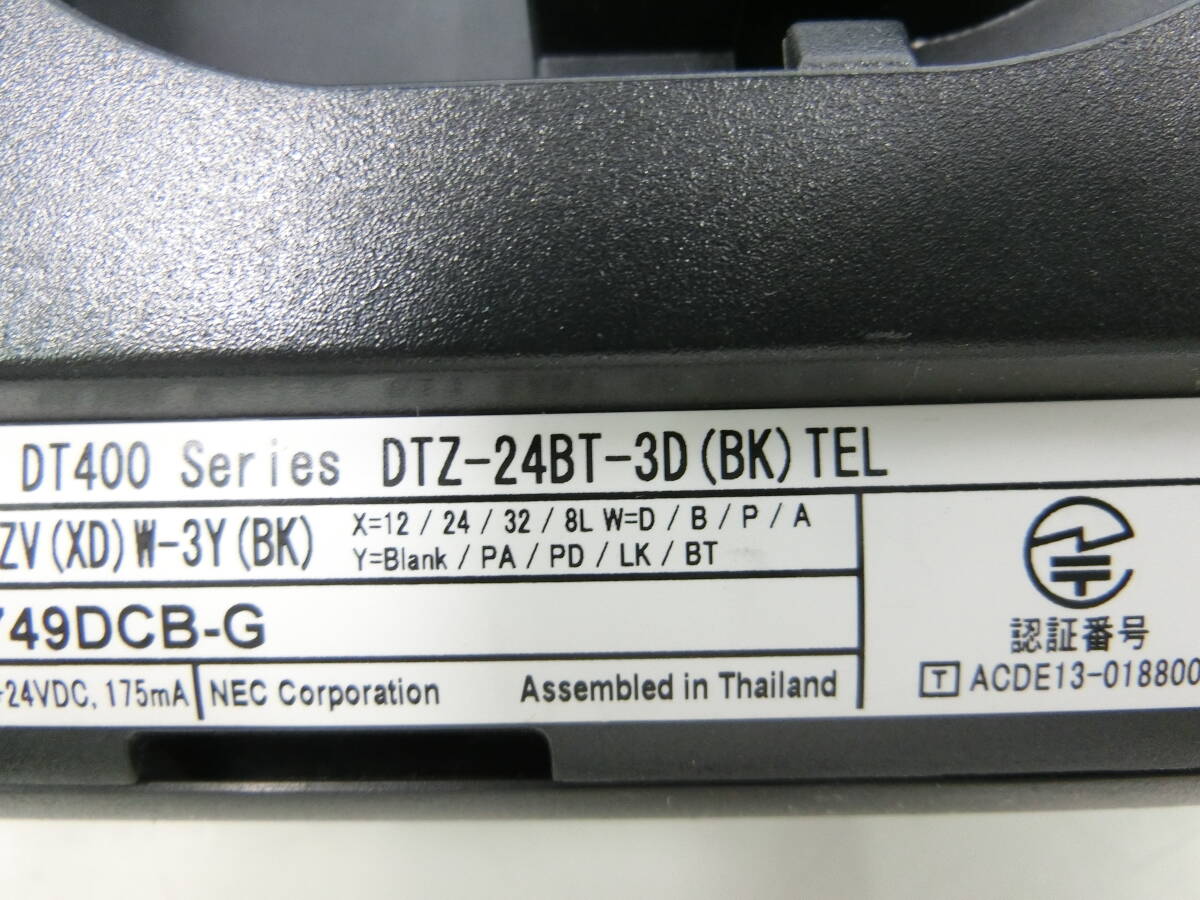 DT400 Series DTZ-24BT-3D(BK)TEL
ZV(XD)W-3Y(BK)
X=12 / 24 / 32 / 8L W=D / B / P / A
Y=Blank / PA / PD / LK / BT
749DCB-G
24VDC, 175mA
NEC Corporation
Assembled in Thailand
認証番号
T ACDE13-018800